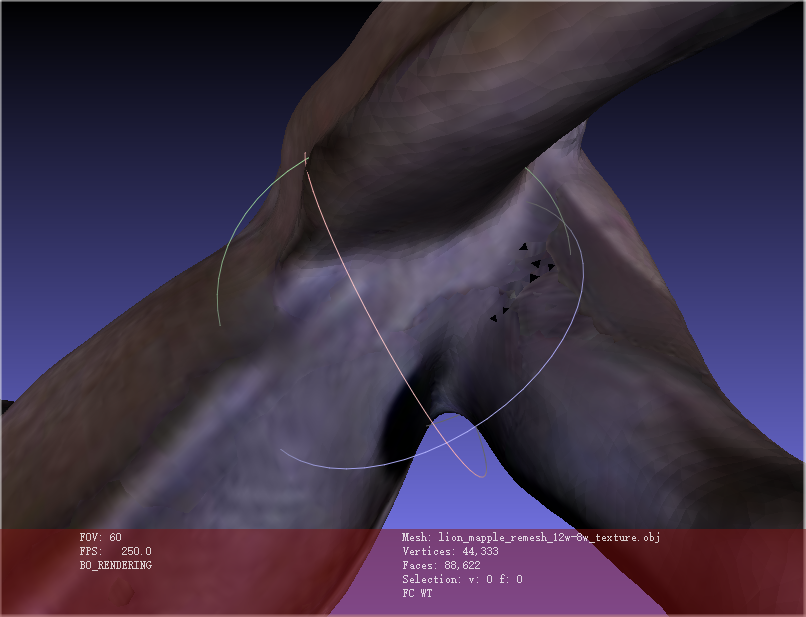 FOV: 60
FPS: 250.0
BO_RENDERING
Mesh: lion_mapple_remesh_12w-8w_texture.obj
Vertices: 44,333
Faces: 88,622
Selection: v: 0 f: 0
FC WT